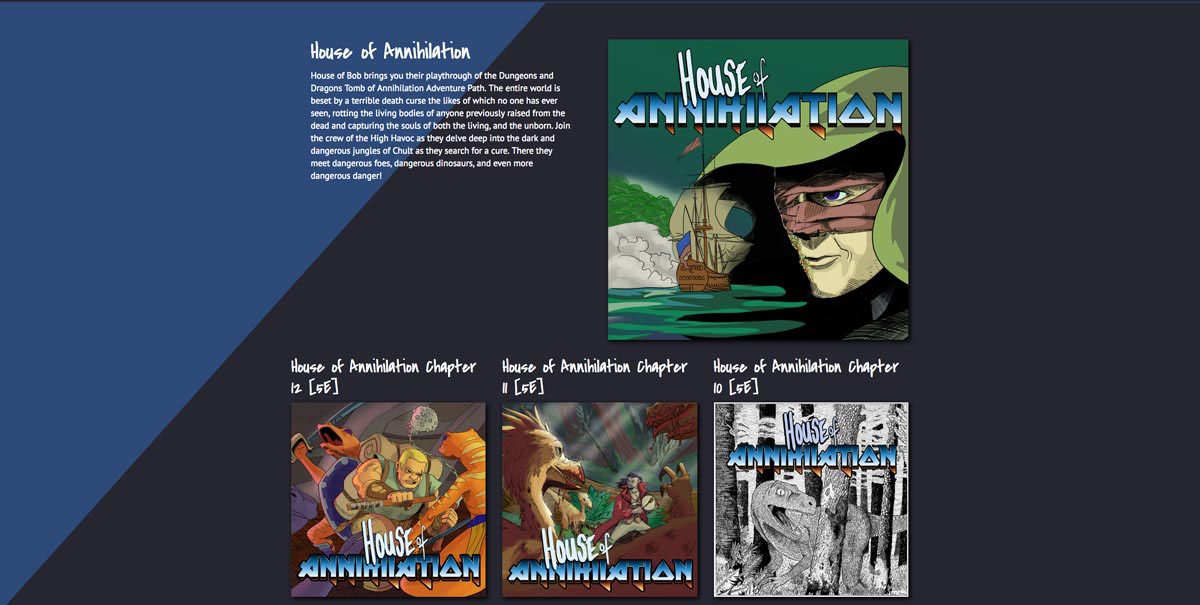 House of Annihilation
House of Bob brings you their playthrough of the Dungeons and
Dragons Tomb of Annihilation Adventure Path. The entire world is
beset by a terrible death curse the likes of which no one has ever
seen, rotting the living bodies of anyone previously raised from the
dead and capturing the souls of both the living, and the unborn. Join
the crew of the High Havoc as they delve deep into the dark and
dangerous jungles of Chult as they search for a cure. There they
meet dangerous foes, dangerous dinosaurs, and even more
dangerous danger!
HOUSE of
ANNIHILATION
House of Annihilation Chapter
12 [5E]
House of Annihilation Chapter
11 [5E]
House of Annihilation Chapter
10 [5E]
HOUSE of
ANNIHILATION
HOUSE of
ANNIHILATION
HOUSE of
ANNIHILATION